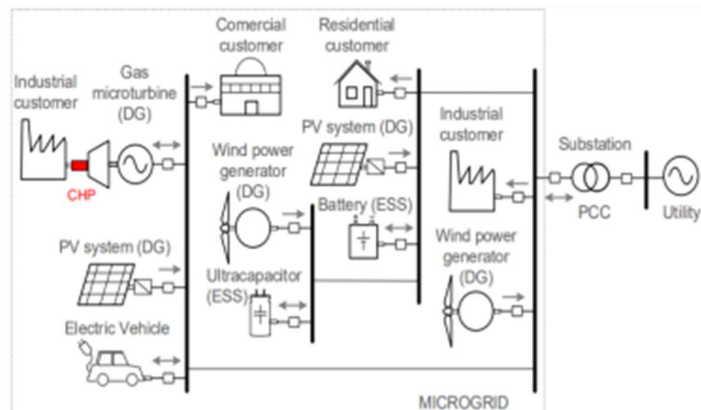 Comercial
customer
Residential
customer
Gas
microturbine
(DG)
Industrial
customer
CHP
PV system (DG)
Industrial
customer
Substation
Wind power
generator
(DG)
Battery (ESS)
PCC
Utility
Wind power
generator
(DG)
PV system (DG)
Ultracapacitor
(ESS)
Electric Vehicle
MICROGRID